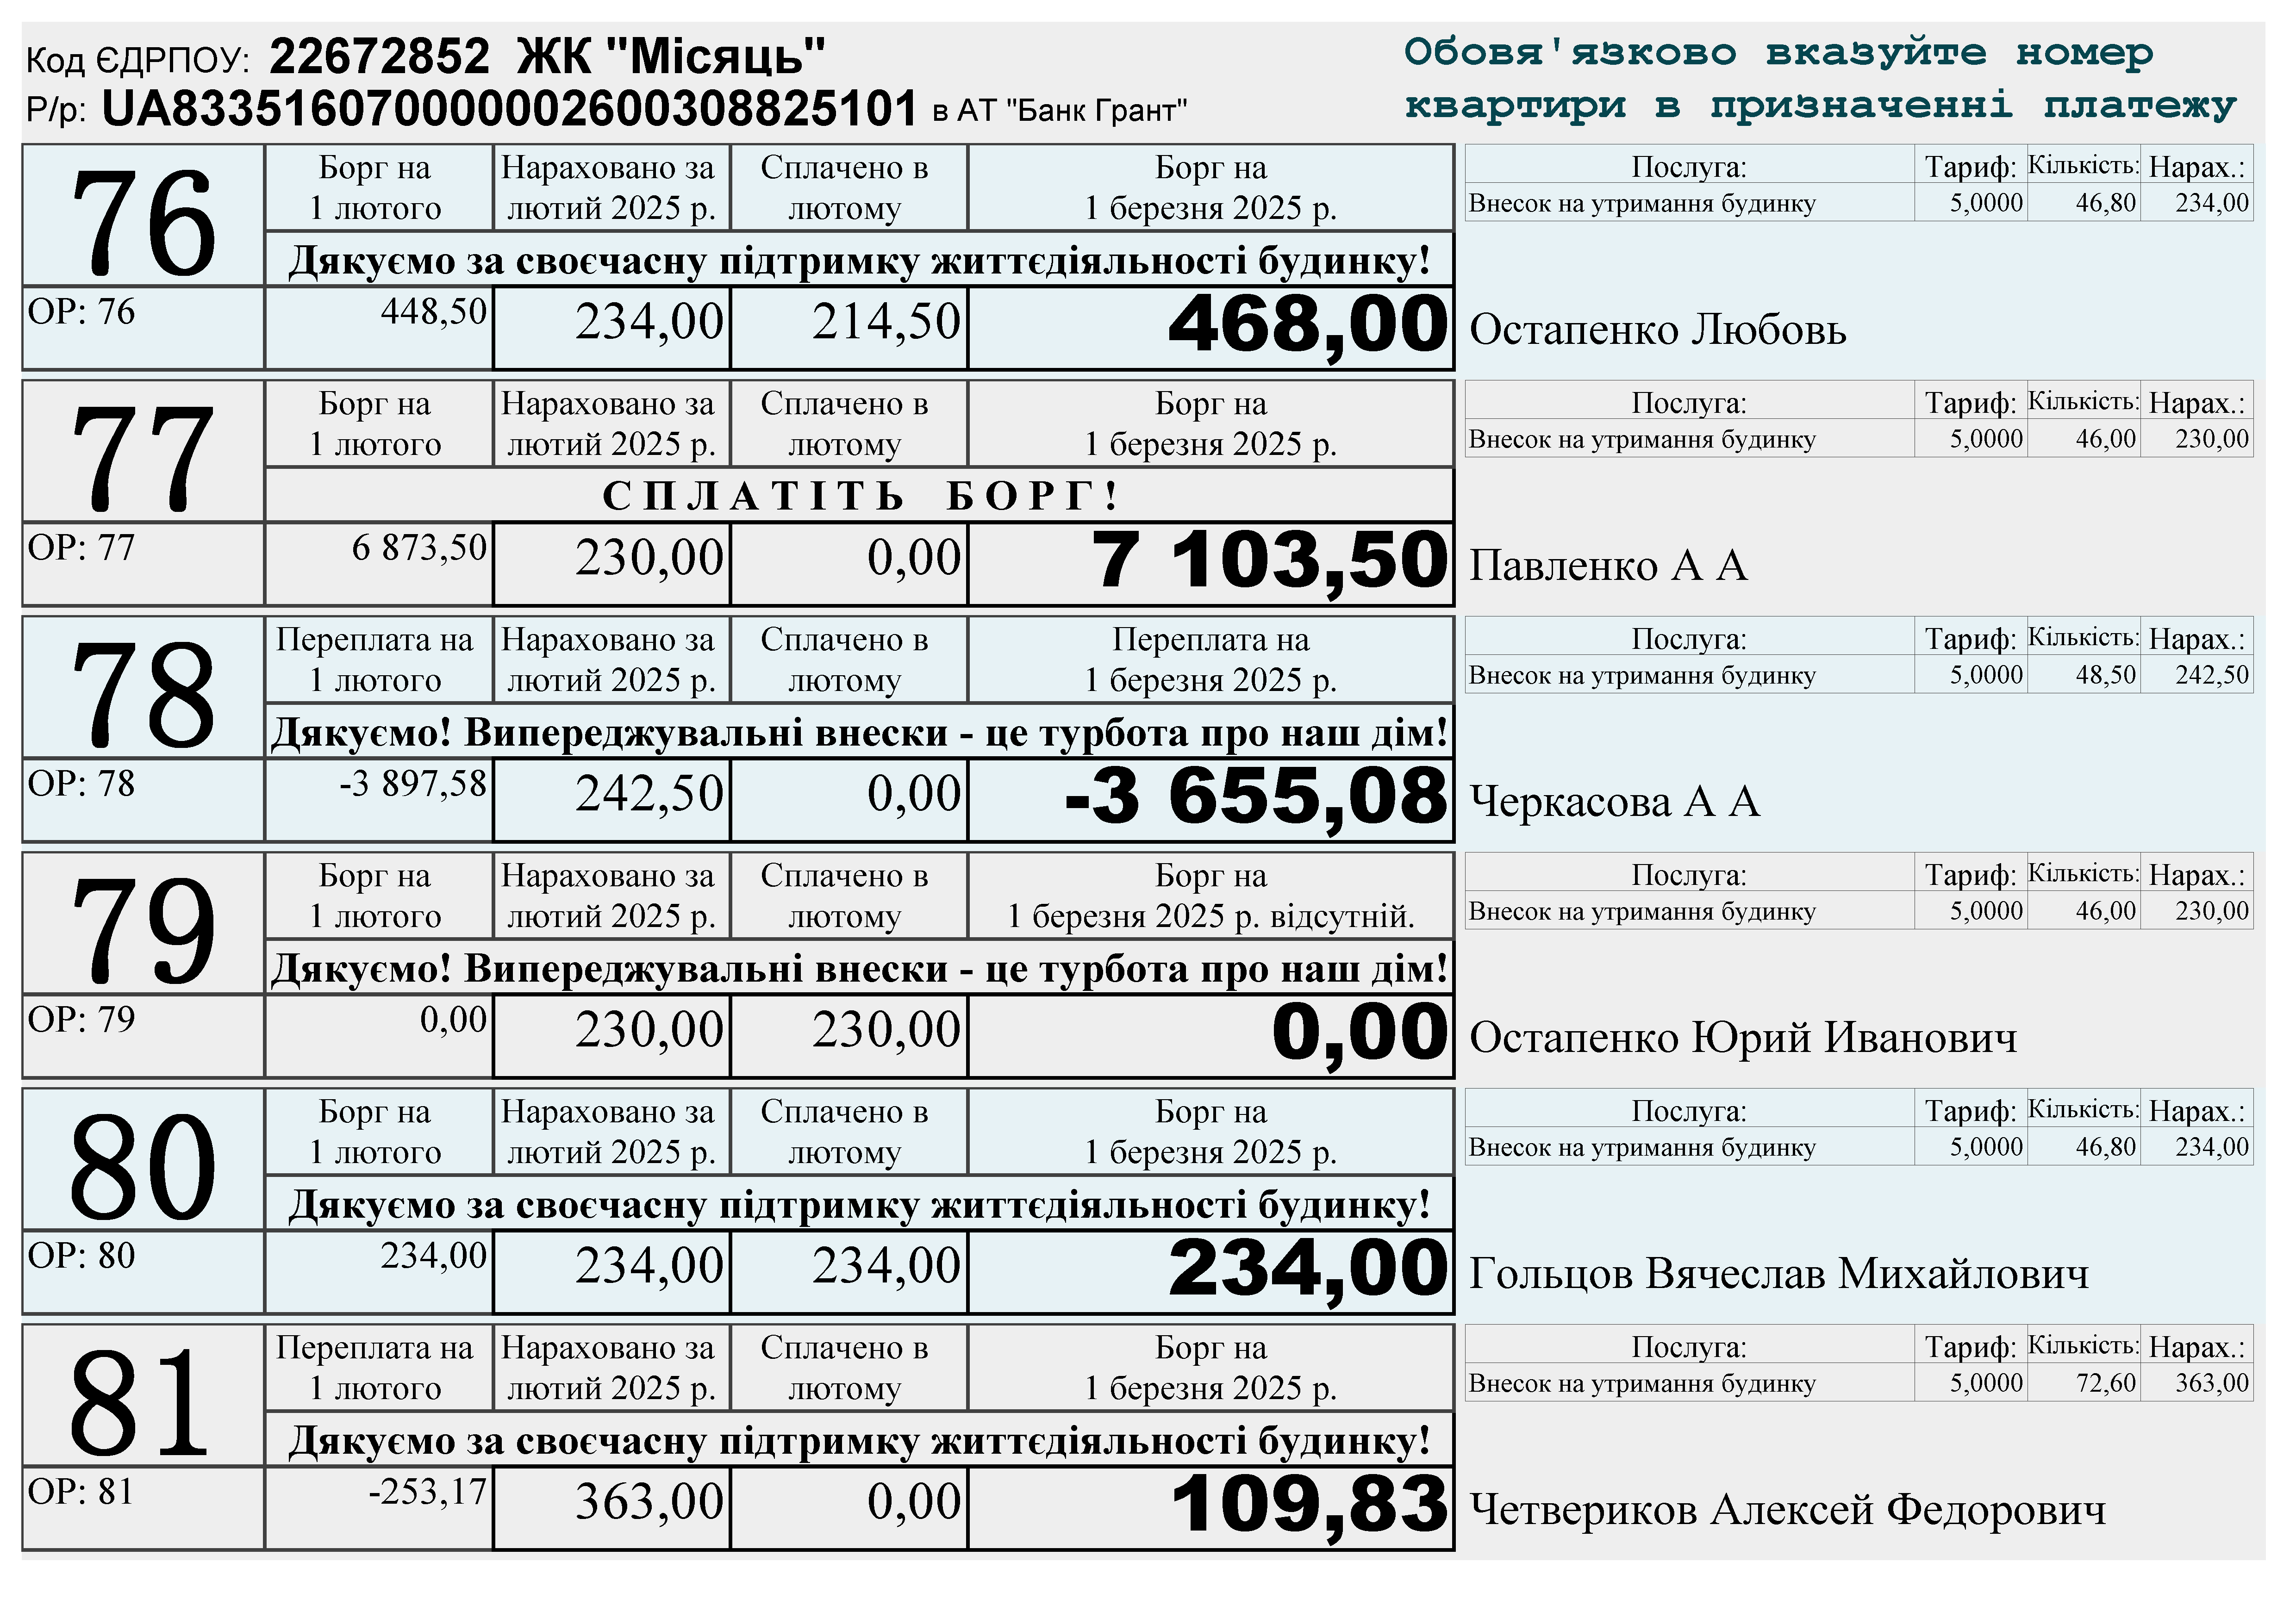 Код ЄДРПОУ: 22672852 ЖК "Місяць"
Р/р: UA833516070000002600308825101 в АТ "Банк Грант"
Обовя'язково вказуйте номер
квартири в призначенні платежу
76
Борг на
1 лютого
Нараховано за
лютий 2025 р.
Сплачено в
лютому
Борг на
1 березня 2025 р.
Дякуємо за своєчасну підтримку життєдіяльності будинку!
ОР: 76 448,50 234,00 214,50 468,00
Послуга: Тариф: Кількість: Нарах.:
Внесок на утримання будинку 5,0000 46,80 234,00
Остапенко Любовь
77
Борг на
1 лютого
Нараховано за
лютий 2025 р.
Сплачено в
лютому
Борг на
1 березня 2025 р.
С П Л А Т І Т Ь Б О Р Г !
ОР: 77 6 873,50 230,00 0,00 7 103,50
Послуга: Тариф: Кількість: Нарах.:
Внесок на утримання будинку 5,0000 46,00 230,00
Павленко А А
78
Переплата на
1 лютого
Нараховано за
лютий 2025 р.
Сплачено в
лютому
Переплата на
1 березня 2025 р.
Дякуємо! Випереджувальні внески - це турбота про наш дім!
ОР: 78 -3 897,58 242,50 0,00 -3 655,08
Послуга: Тариф: Кількість: Нарах.:
Внесок на утримання будинку 5,0000 48,50 242,50
Черкасова А А
79
Борг на
1 лютого
Нараховано за
лютий 2025 р.
Сплачено в
лютому
Борг на
1 березня 2025 р. відсутній.
Дякуємо! Випереджувальні внески - це турбота про наш дім!
ОР: 79 0,00 230,00 230,00 0,00
Послуга: Тариф: Кількість: Нарах.:
Внесок на утримання будинку 5,0000 46,00 230,00
Остапенко Юрий Иванович
80
Борг на
1 лютого
Нараховано за
лютий 2025 р.
Сплачено в
лютому
Борг на
1 березня 2025 р.
Дякуємо за своєчасну підтримку життєдіяльності будинку!
ОР: 80 234,00 234,00 234,00 234,00
Послуга: Тариф: Кількість: Нарах.:
Внесок на утримання будинку 5,0000 46,80 234,00
Гольцов Вячеслав Михайлович
81
Переплата на
1 лютого
Нараховано за
лютий 2025 р.
Сплачено в
лютому
Борг на
1 березня 2025 р.
Дякуємо за своєчасну підтримку життєдіяльності будинку!
ОР: 81 -253,17 363,00 0,00 109,83
Послуга: Тариф: Кількість: Нарах.:
Внесок на утримання будинку 5,0000 72,60 363,00
Четвериков Алексей Федорович